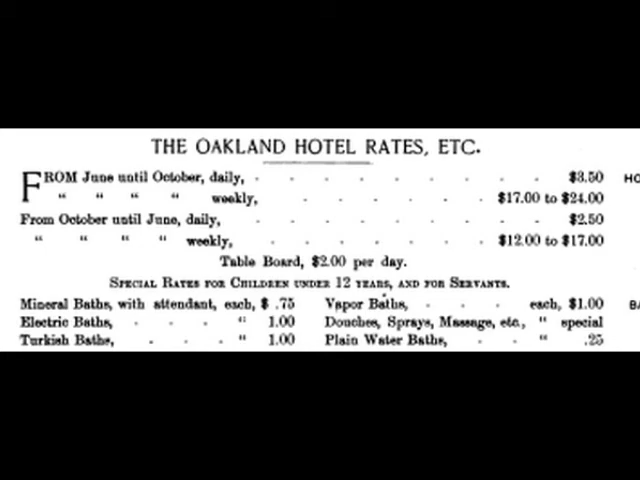 THE OAKLAND HOTEL RATES, ETC.
FROM June until October, daily, $3.50
" " " " weekly, $17.00 to $24.00
From October until June, daily, $2.50
" " " " weekly, $12.00 to $17.00
Table Board, $2.00 per day.
SPECIAL RATES FOR CHILDREN UNDER 12 YEARS, AND FOR SERVANTS.
Mineral Baths, with attendant, each, $ .75
Electric Baths, " 1.00
Turkish Baths, " 1.00
Vapor Baths, each, $1.00
Douches, Sprays, Massage, etc., " special
Plain Water Baths, " .25
HO
BA